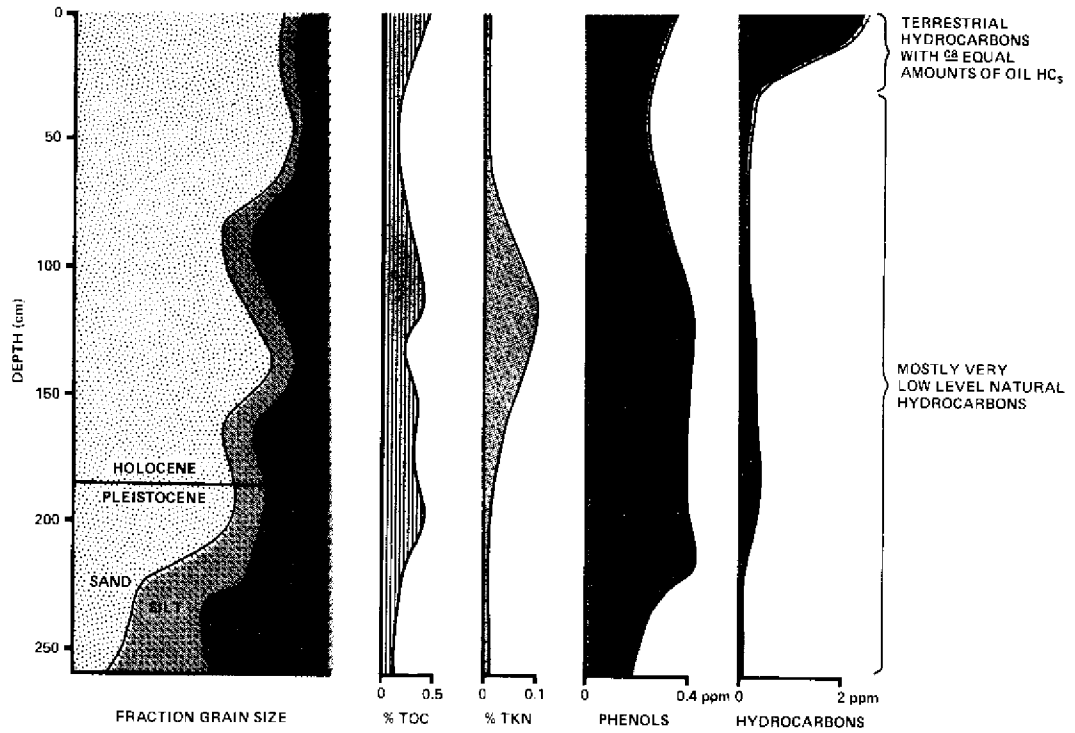 0
50
100
150
200
250
DEPTH (cm)
HOLOCENE
PLEISTOCENE
SAND
SILT
FRACTION GRAIN SIZE
0 0.5
% TOC
0 0.1
% TKN
0 0.4 ppm
PHENOLS
0 2 ppm
HYDROCARBONS
TERRESTRIAL
HYDROCARBONS
WITH ca EQUAL
AMOUNTS OF OIL HCs
MOSTLY VERY
LOW LEVEL NATURAL
HYDROCARBONS